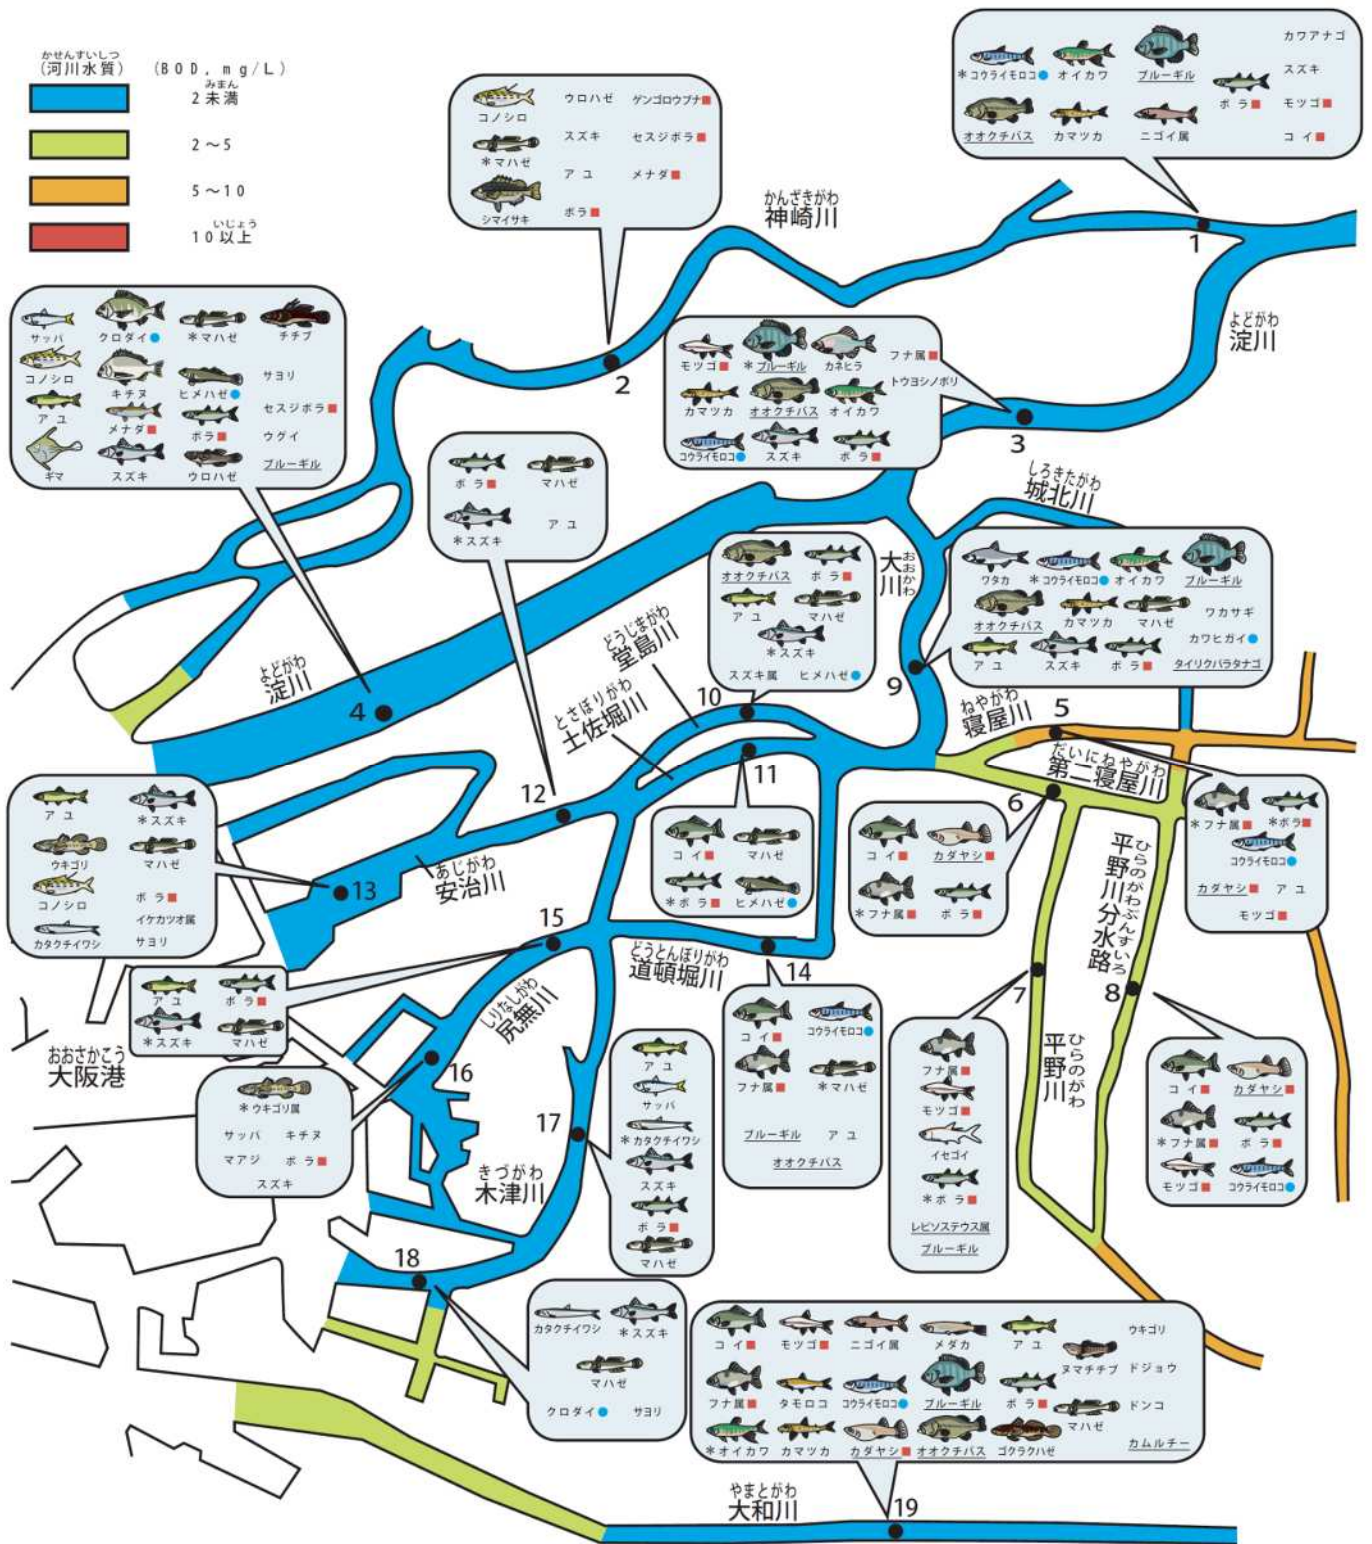 かせんすいしつ
(河川水質) (BOD, mg/L)
みまん
2未満
2～5
5～10
いじょう
10以上
コノシロ ウロハゼ ゲンゴロウブナ■
＊マハゼ スズキ セスジボラ■
シマイサキ アユ メナダ■
ボラ■
＊コウライモロコ● オイカワ ブルーギル カワアナゴ
ボラ■ スズキ
オオクチバス カマツカ ニゴイ属 モツゴ■
コイ■
かんざきがわ
神崎川
1
2
よどがわ
淀川
サッパ クロダイ● ＊マハゼ チチブ
コノシロ キチヌ ヒメハゼ● サヨリ
アユ メナダ■ ボラ■ セスジボラ■
ウグイ
ギマ スズキ ウロハゼ ブルーギル
モツゴ■ ＊ブルーギル カネヒラ フナ属■
カマツカ オオクチバス オイカワ トウヨシノボリ
コウライモロコ● スズキ ボラ■
3
しろきたがわ
城北川
ボラ■ マハゼ
＊スズキ アユ
おおかわ
大川
オオクチバス ボラ■
アユ マハゼ
＊スズキ
スズキ属 ヒメハゼ●
ワタカ ＊コウライモロコ● オイカワ ブルーギル
オオクチバス カマツカ マハゼ ワカサギ
カワヒガイ●
アユ スズキ ボラ■ タイリクバラタナゴ
よどがわ
淀川
4
どうじまがわ
堂島川
とさぼりがわ
土佐堀川
9
10
11
12
ねやがわ
寝屋川
5
だいにねやがわ
第二寝屋川
6
アユ ＊スズキ
ウキゴリ マハゼ
コノシロ ボラ■
イケカツオ属
カタクチイワシ サヨリ
13
あじがわ
安治川
コイ■ マハゼ
＊ボラ■ ヒメハゼ●
コイ■ カダヤシ■
＊フナ属■ ボラ■
＊フナ属■ ＊ボラ■
コウライモロコ●
カダヤシ■ アユ
モツゴ■
ひらのがわぶんすいろ
平野川分水路
15
アユ ボラ■
＊スズキ マハゼ
しりなしがわ
尻無川
どうとんぼりがわ
道頓堀川
14
7
8
ひらのがわ
平野川
おおさかこう
大阪港
16
＊ウキゴリ属
サッパ キチヌ
マアジ ボラ■
スズキ
アユ
サッパ
＊カタクチイワシ
スズキ
ボラ■
マハゼ
17
きづがわ
木津川
コイ■ コウライモロコ●
フナ属■ ＊マハゼ
ブルーギル アユ
オオクチバス
フナ属■
モツゴ■
イセゴイ
＊ボラ■
レピソステウス属
ブルーギル
コイ■ カダヤシ■
＊フナ属■ ボラ■
モツゴ■ コウライモロコ●
18
カタクチイワシ ＊スズキ
マハゼ
クロダイ● サヨリ
コイ■ モツゴ■ ニゴイ属 メダカ アユ ウキゴリ
ヌマチチブ ドジョウ
フナ属■ タモロコ コウライモロコ● ブルーギル ボラ■ ドンコ
マハゼ
＊オイカワ カマツカ カダヤシ■ オオクチバス ゴクラクハゼ カムルチー
やまとがわ
大和川
19